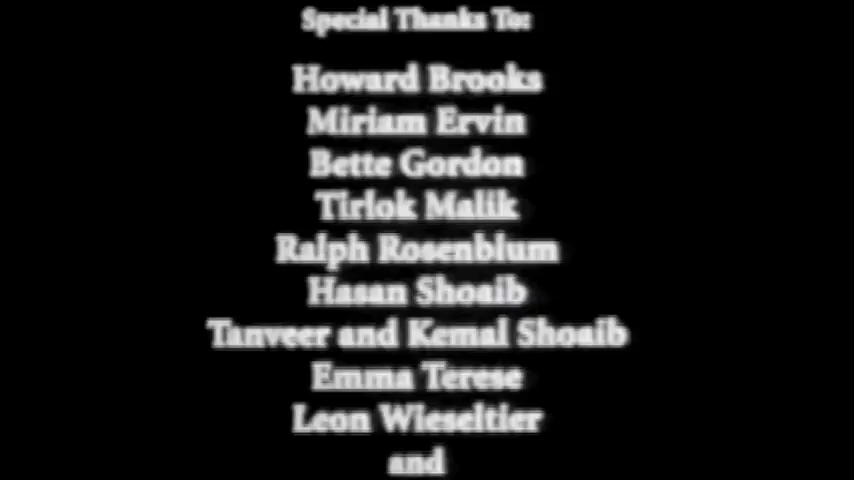 Special Thanks To:
Howard Brooks
Miriam Ervin
Bette Gordon
Tirlok Malik
Ralph Rosenblum
Hasan Shoaib
Tanveer and Kemal Shoaib
Emma Terese
Leon Wieseltier
and